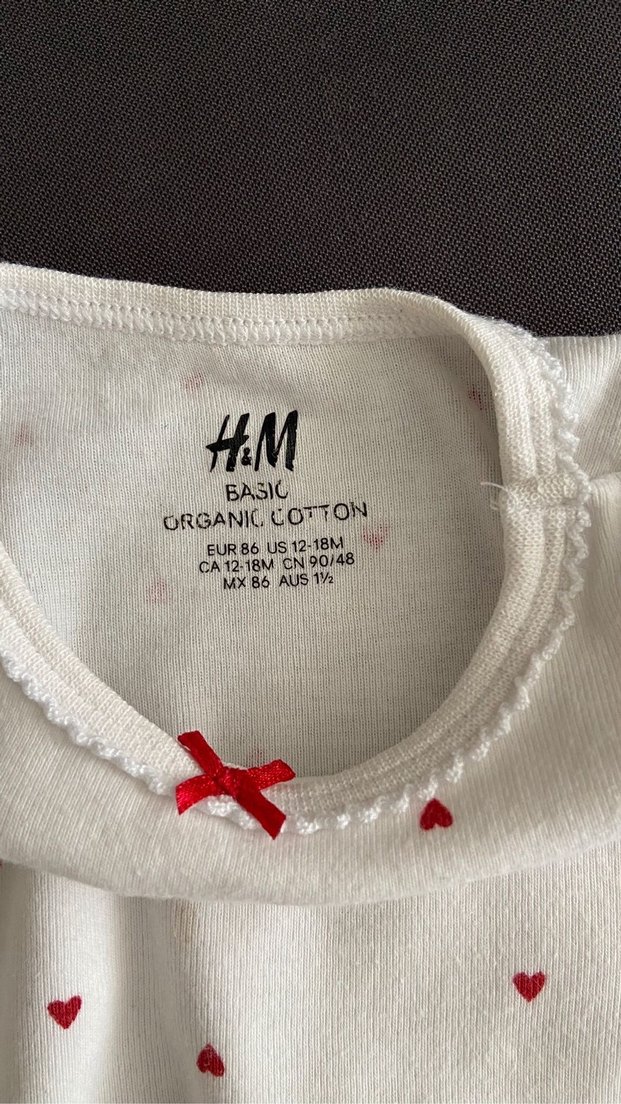 H&M
BASIC
ORGANIC COTTON
EUR 86 US 12-18M
CA 12-18M CN 90/48
MX 86 AUS 1½